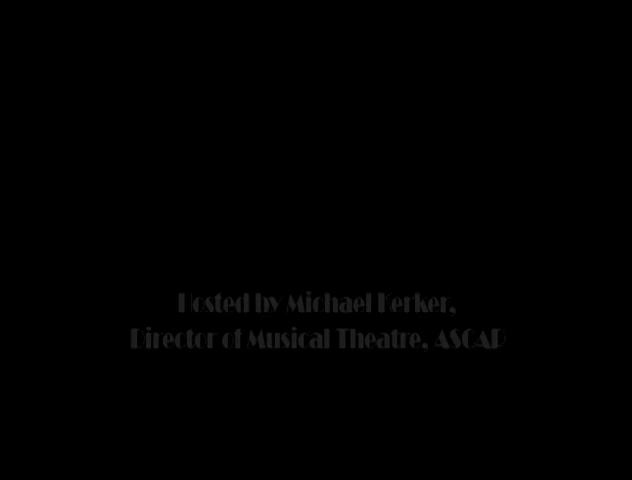 Hosted by Michael Kerker,
Director of Musical Theatre, ASCAP